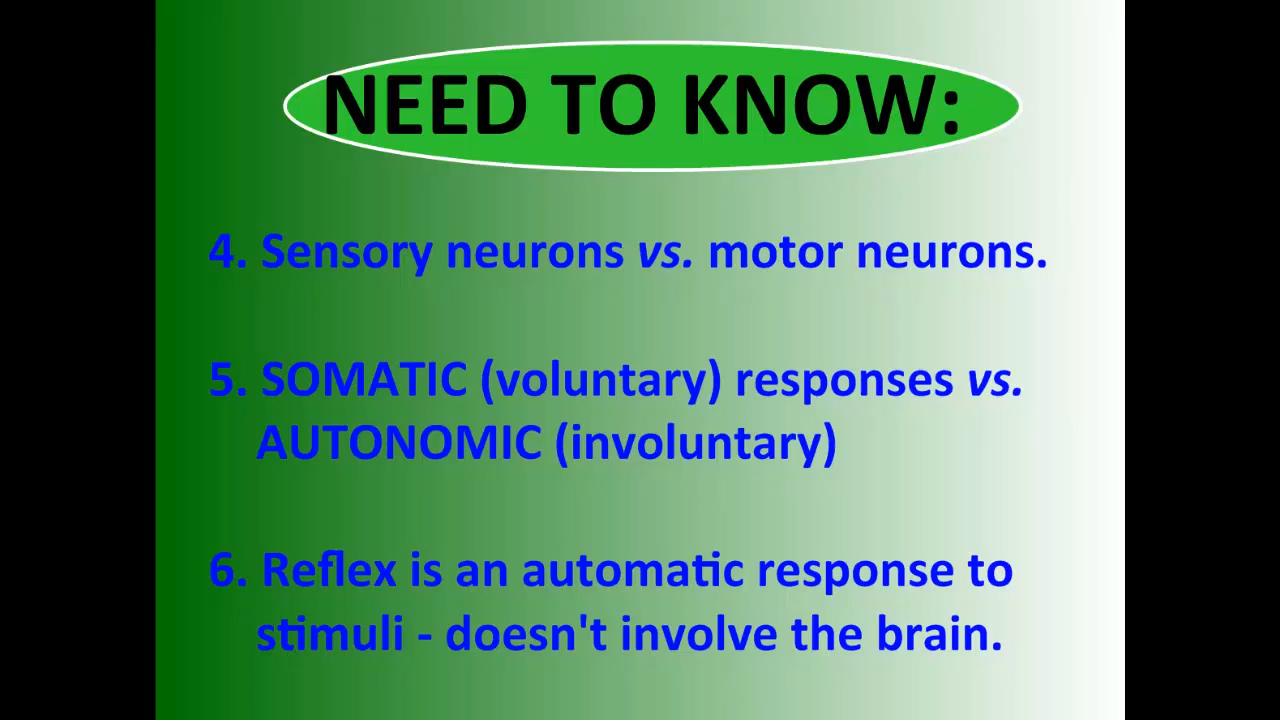 NEED TO KNOW:
4. Sensory neurons vs. motor neurons.
5. SOMATIC (voluntary) responses vs.
AUTONOMIC (involuntary)
6. Reflex is an automatic response to
stimuli - doesn't involve the brain.